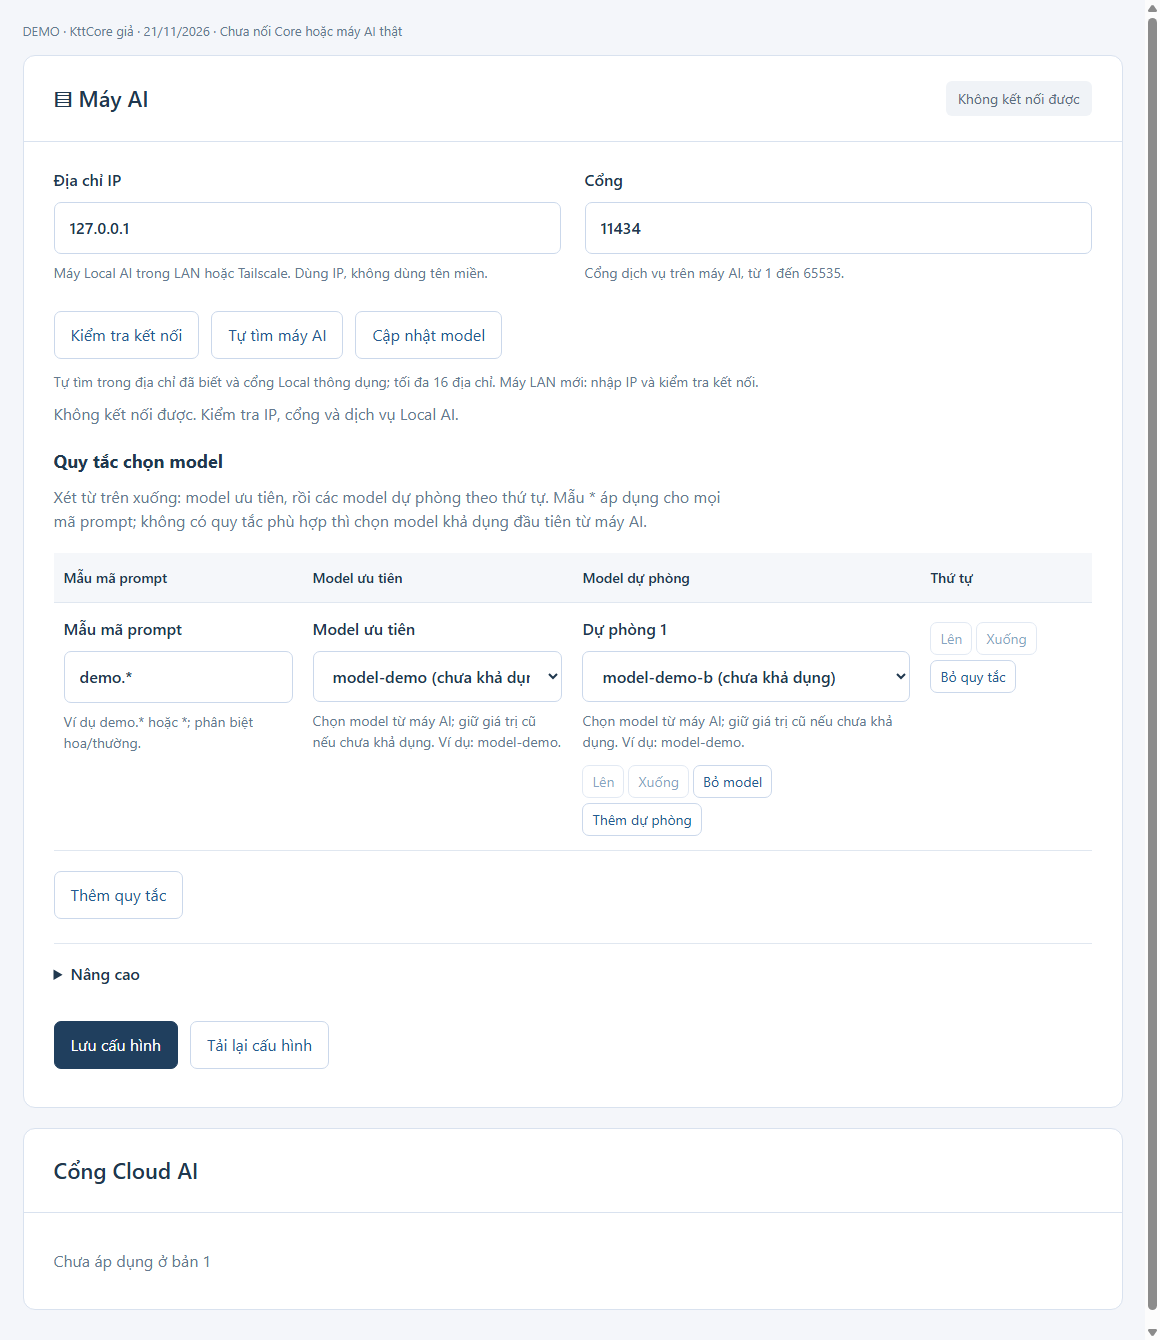 DEMO · KttCore giả · 21/11/2026 · Chưa nối Core hoặc máy AI thật
Máy AI
Không kết nối được
Địa chỉ IP
Cổng
127.0.0.1
11434
Máy Local AI trong LAN hoặc Tailscale. Dùng IP, không dùng tên miền.
Cổng dịch vụ trên máy AI, từ 1 đến 65535.
Kiểm tra kết nối
Tự tìm máy AI
Cập nhật model
Tự tìm trong địa chỉ đã biết và cổng Local thông dụng; tối đa 16 địa chỉ. Máy LAN mới: nhập IP và kiểm tra kết nối.
Không kết nối được. Kiểm tra IP, cổng và dịch vụ Local AI.
Quy tắc chọn model
Xét từ trên xuống: model ưu tiên, rồi các model dự phòng theo thứ tự. Mẫu * áp dụng cho mọi
mã prompt; không có quy tắc phù hợp thì chọn model khả dụng đầu tiên từ máy AI.
Mẫu mã prompt
Model ưu tiên
Model dự phòng
Thứ tự
Mẫu mã prompt
demo.*
Ví dụ demo.* hoặc *; phân biệt
hoa/thường.
Model ưu tiên
model-demo (chưa khả dụ
Chọn model từ máy AI; giữ giá trị cũ
nếu chưa khả dụng. Ví dụ: model-demo.
Dự phòng 1
model-demo-b (chưa khả dụng)
Chọn model từ máy AI; giữ giá trị cũ nếu chưa khả
dụng. Ví dụ: model-demo.
Lên
Xuống
Bỏ model
Thêm dự phòng
Lên
Xuống
Bỏ quy tắc
Thêm quy tắc
Nâng cao
Lưu cấu hình
Tải lại cấu hình
Cổng Cloud AI
Chưa áp dụng ở bản 1